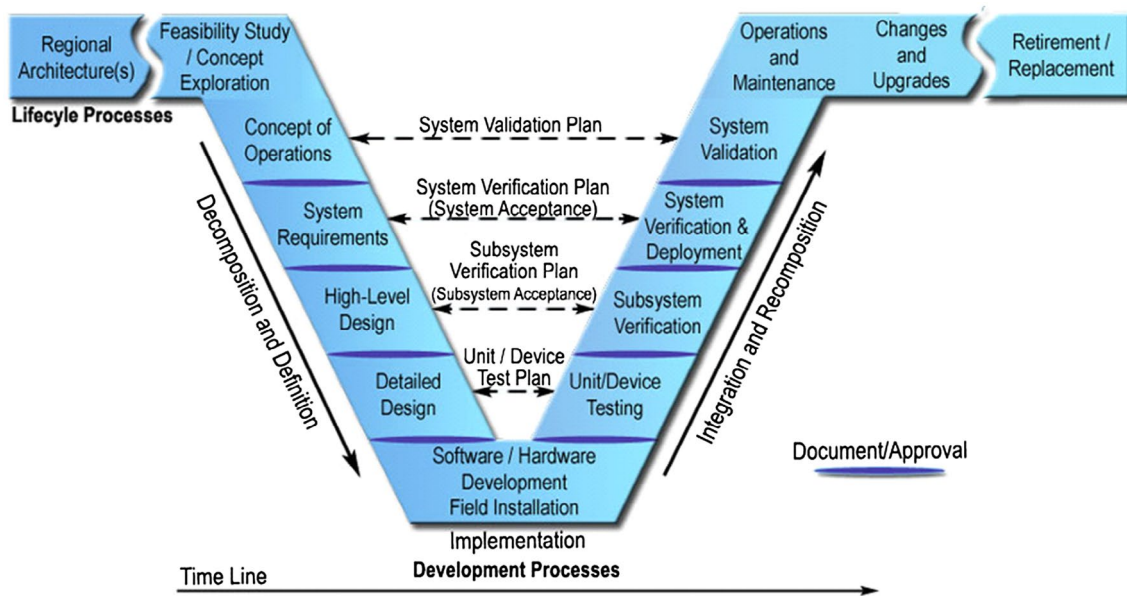 Regional
Architecture(s)
Feasibility Study
/ Concept
Exploration
Operations
and
Maintenance
Changes
and
Upgrades
Retirement /
Replacement
Lifecyle Processes
Concept of
Operations
System Validation Plan
System
Validation
System
Requirements
System Verification Plan
(System Acceptance)
System
Verification &
Deployment
High-Level
Design
Subsystem
Verification Plan
(Subsystem Acceptance)
Subsystem
Verification
Detailed
Design
Unit / Device
Test Plan
Unit/Device
Testing
Decomposition and Definition
Integration and Recomposition
Software / Hardware
Development
Field Installation
Document/Approval
Implementation
Development Processes
Time Line